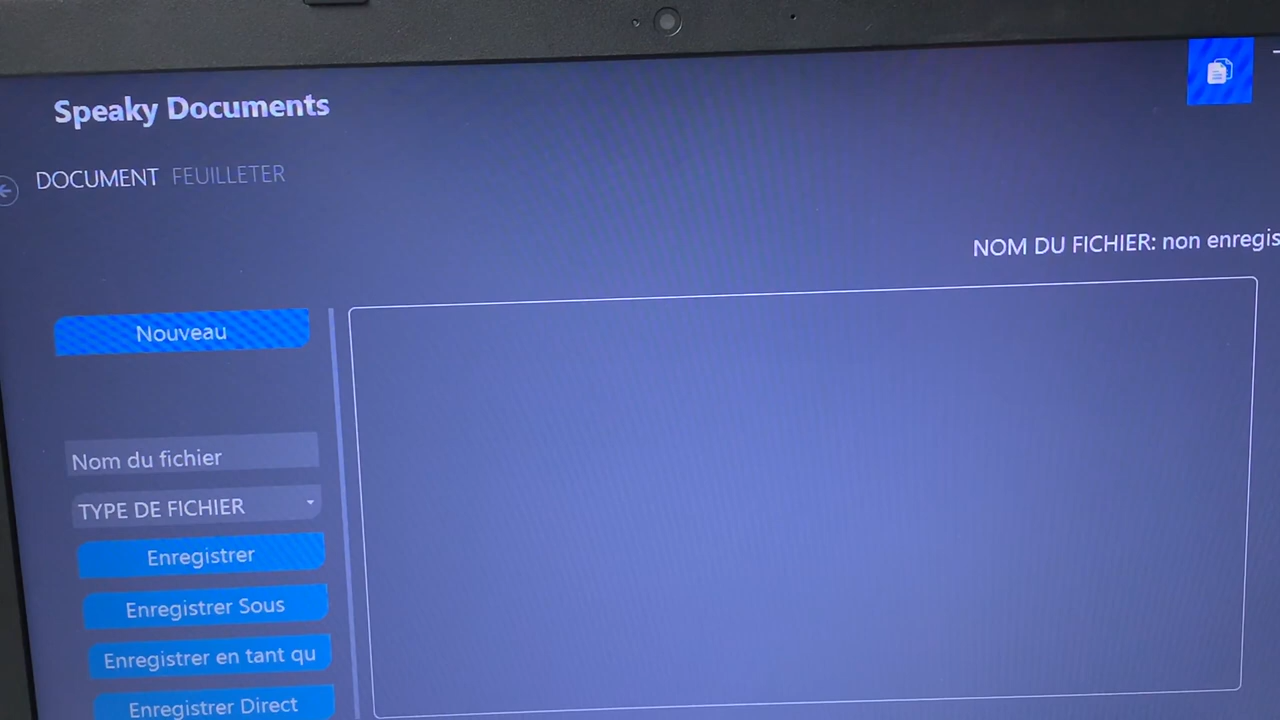 Speaky Documents
DOCUMENT FEUILLETER
NOM DU FICHIER: non enregis
Nouveau
Nom du fichier
TYPE DE FICHIER
Enregistrer
Enregistrer Sous
Enregistrer en tant qu
Enregistrer Direct